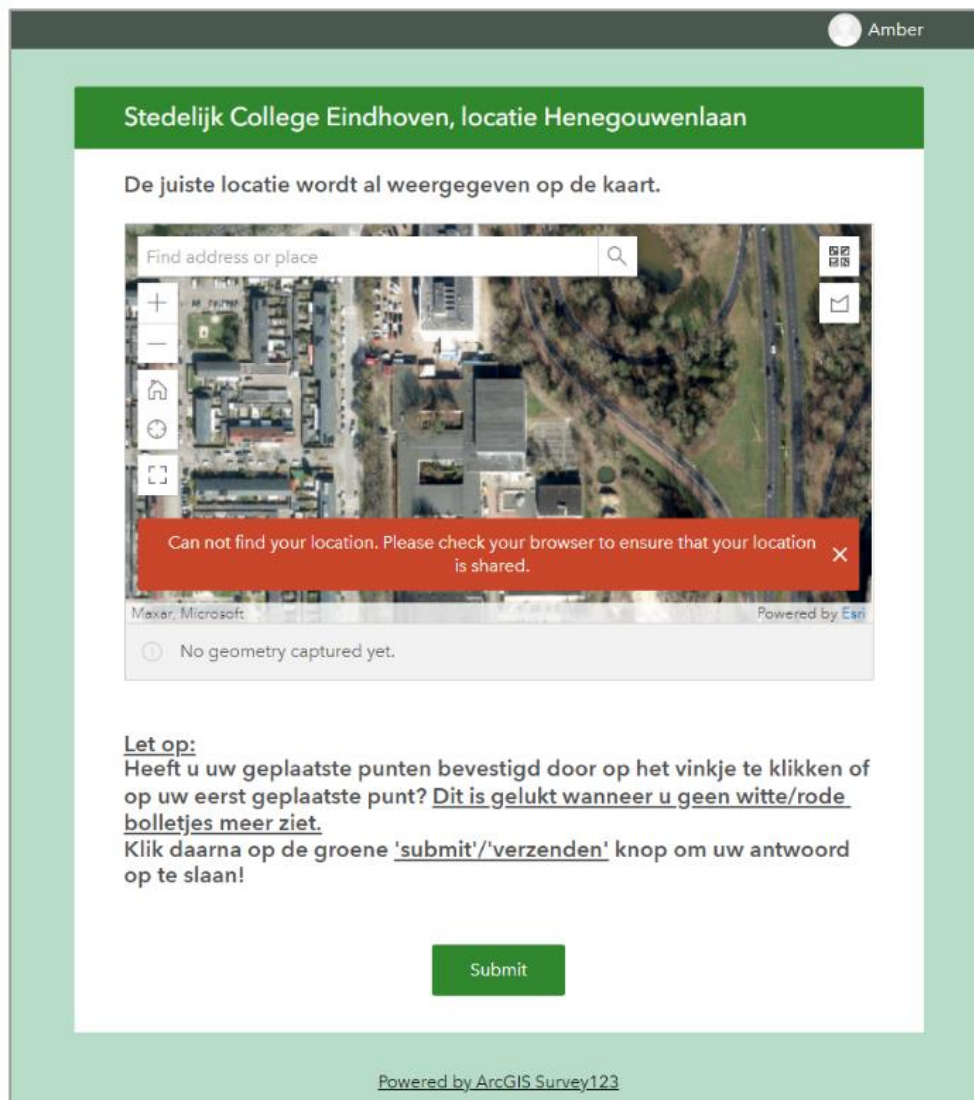 Amber
Stedelijk College Eindhoven, locatie Henegouwenlaan
De juiste locatie wordt al weergegeven op de kaart.
Find address or place
Can not find your location. Please check your browser to ensure that your location
is shared.
Maxar, Microsoft
Powered by Esri
No geometry captured yet.
Let op:
Heeft u uw geplaatste punten bevestigd door op het vinkje te klikken of
op uw eerst geplaatste punt? Dit is gelukt wanneer u geen witte/rode
bolletjes meer ziet.
Klik daarna op de groene 'submit'/'verzenden' knop om uw antwoord
op te slaan!
Submit
Powered by ArcGIS Survey123